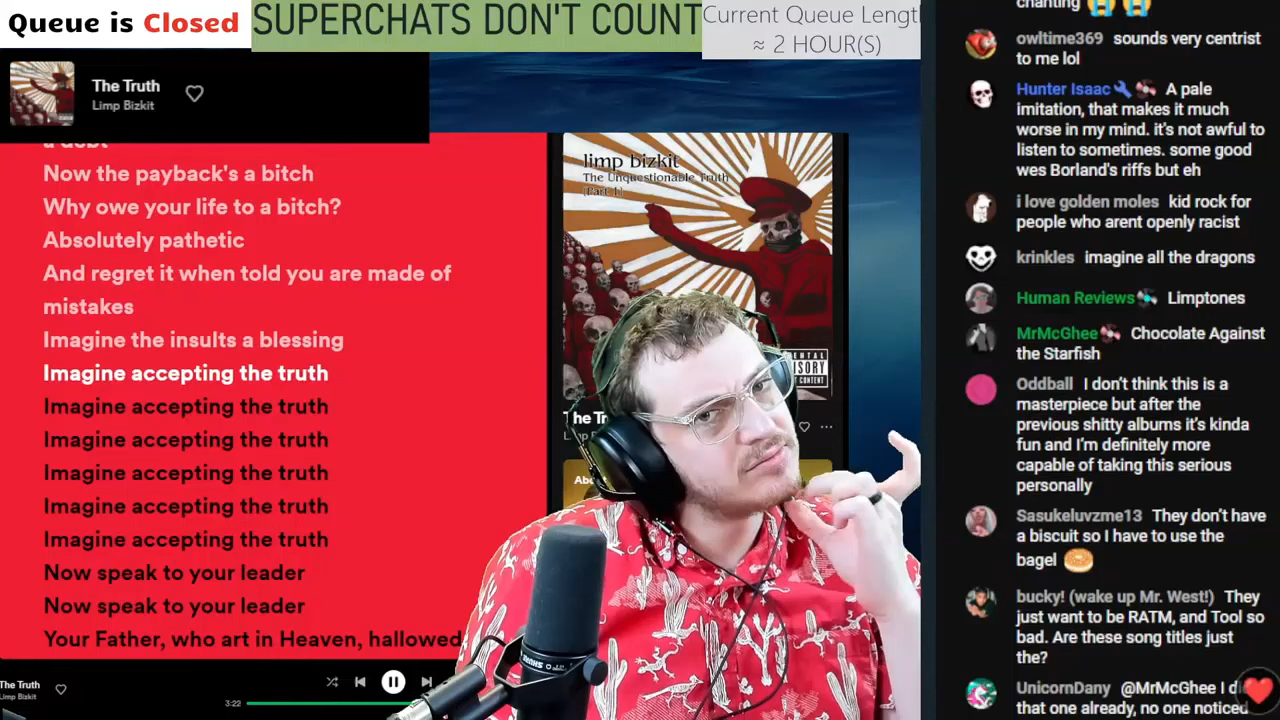 Queue is Closed
SUPERCHATS DON'T COUNT
Current Queue
≈ 2 HOUR(S)
The Truth
Limp Bizkit
a debt
Now the payback's a bitch
Why owe your life to a bitch?
Absolutely pathetic
And regret it when told you are made of
mistakes
Imagine the insults a blessing
Imagine accepting the truth
Imagine accepting the truth
Imagine accepting the truth
Imagine accepting the truth
Imagine accepting the truth
Imagine accepting the truth
Now speak to your leader
Now speak to your leader
Your Father, who art in Heaven, hallowed
limp bizkit
The Unquestionable Truth
(Part 1)
The
The Truth
Limp Bizkit
3:22
SHURE
chanting 😭 😭
owltime369 sounds very centrist
to me lol
Hunter Isaac🔧 A pale
imitation, that makes it much
worse in my mind. it's not awful to
listen to sometimes. some good
wes Borland's riffs but eh
i love golden moles kid rock for
people who arent openly racist
krinkles imagine all the dragons
Human Reviews Limptones
MrMcGhee Chocolate Against
the Starfish
Oddball I don't think this is a
masterpiece but after the
previous shitty albums it's kinda
fun and I'm definitely more
capable of taking this serious
personally
Sasukeluvzme13 They don't have
a biscuit so I have to use the
bagel 🥯
bucky! (wake up Mr. West!) They
just want to be RATM, and Tool so
bad. Are these song titles just
the?
UnicornDany @MrMcGhee I
that one already, no one noticed